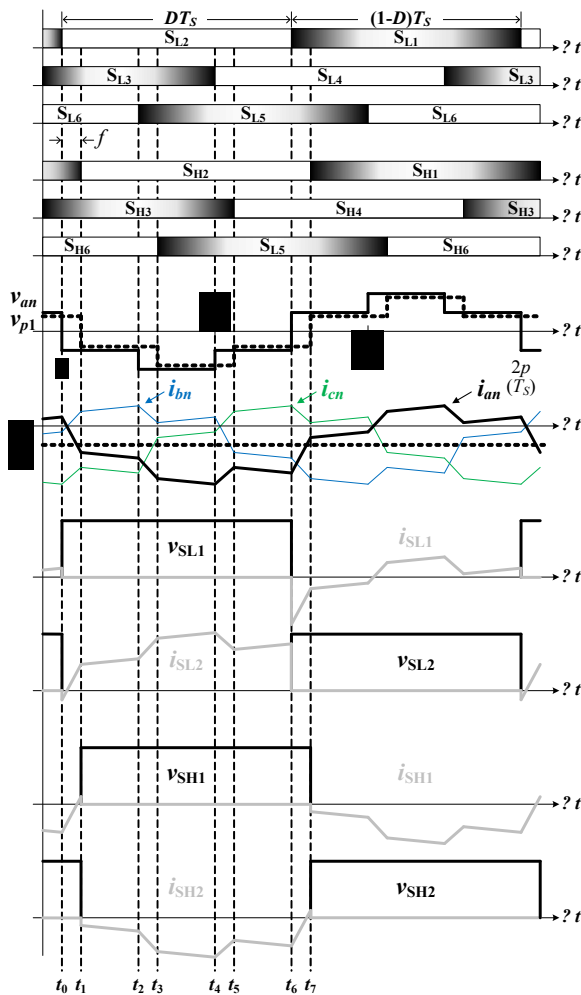 DTS (1-D)TS
SL2 SL1 ? t
SL3 SL4 SL3 ? t
SL6 SL5 SL6 ? t
f
SH2 SH1 ? t
SH3 SH4 SH3 ? t
SH6 SL5 SH6 ? t
van
vp1
? t
2p
(TS)
ibn icn ian
? t
vSL1 iSL1
? t
iSL2 vSL2
? t
vSH1 iSH1
? t
iSH2 vSH2
? t
t0 t1 t2 t3 t4 t5 t6 t7